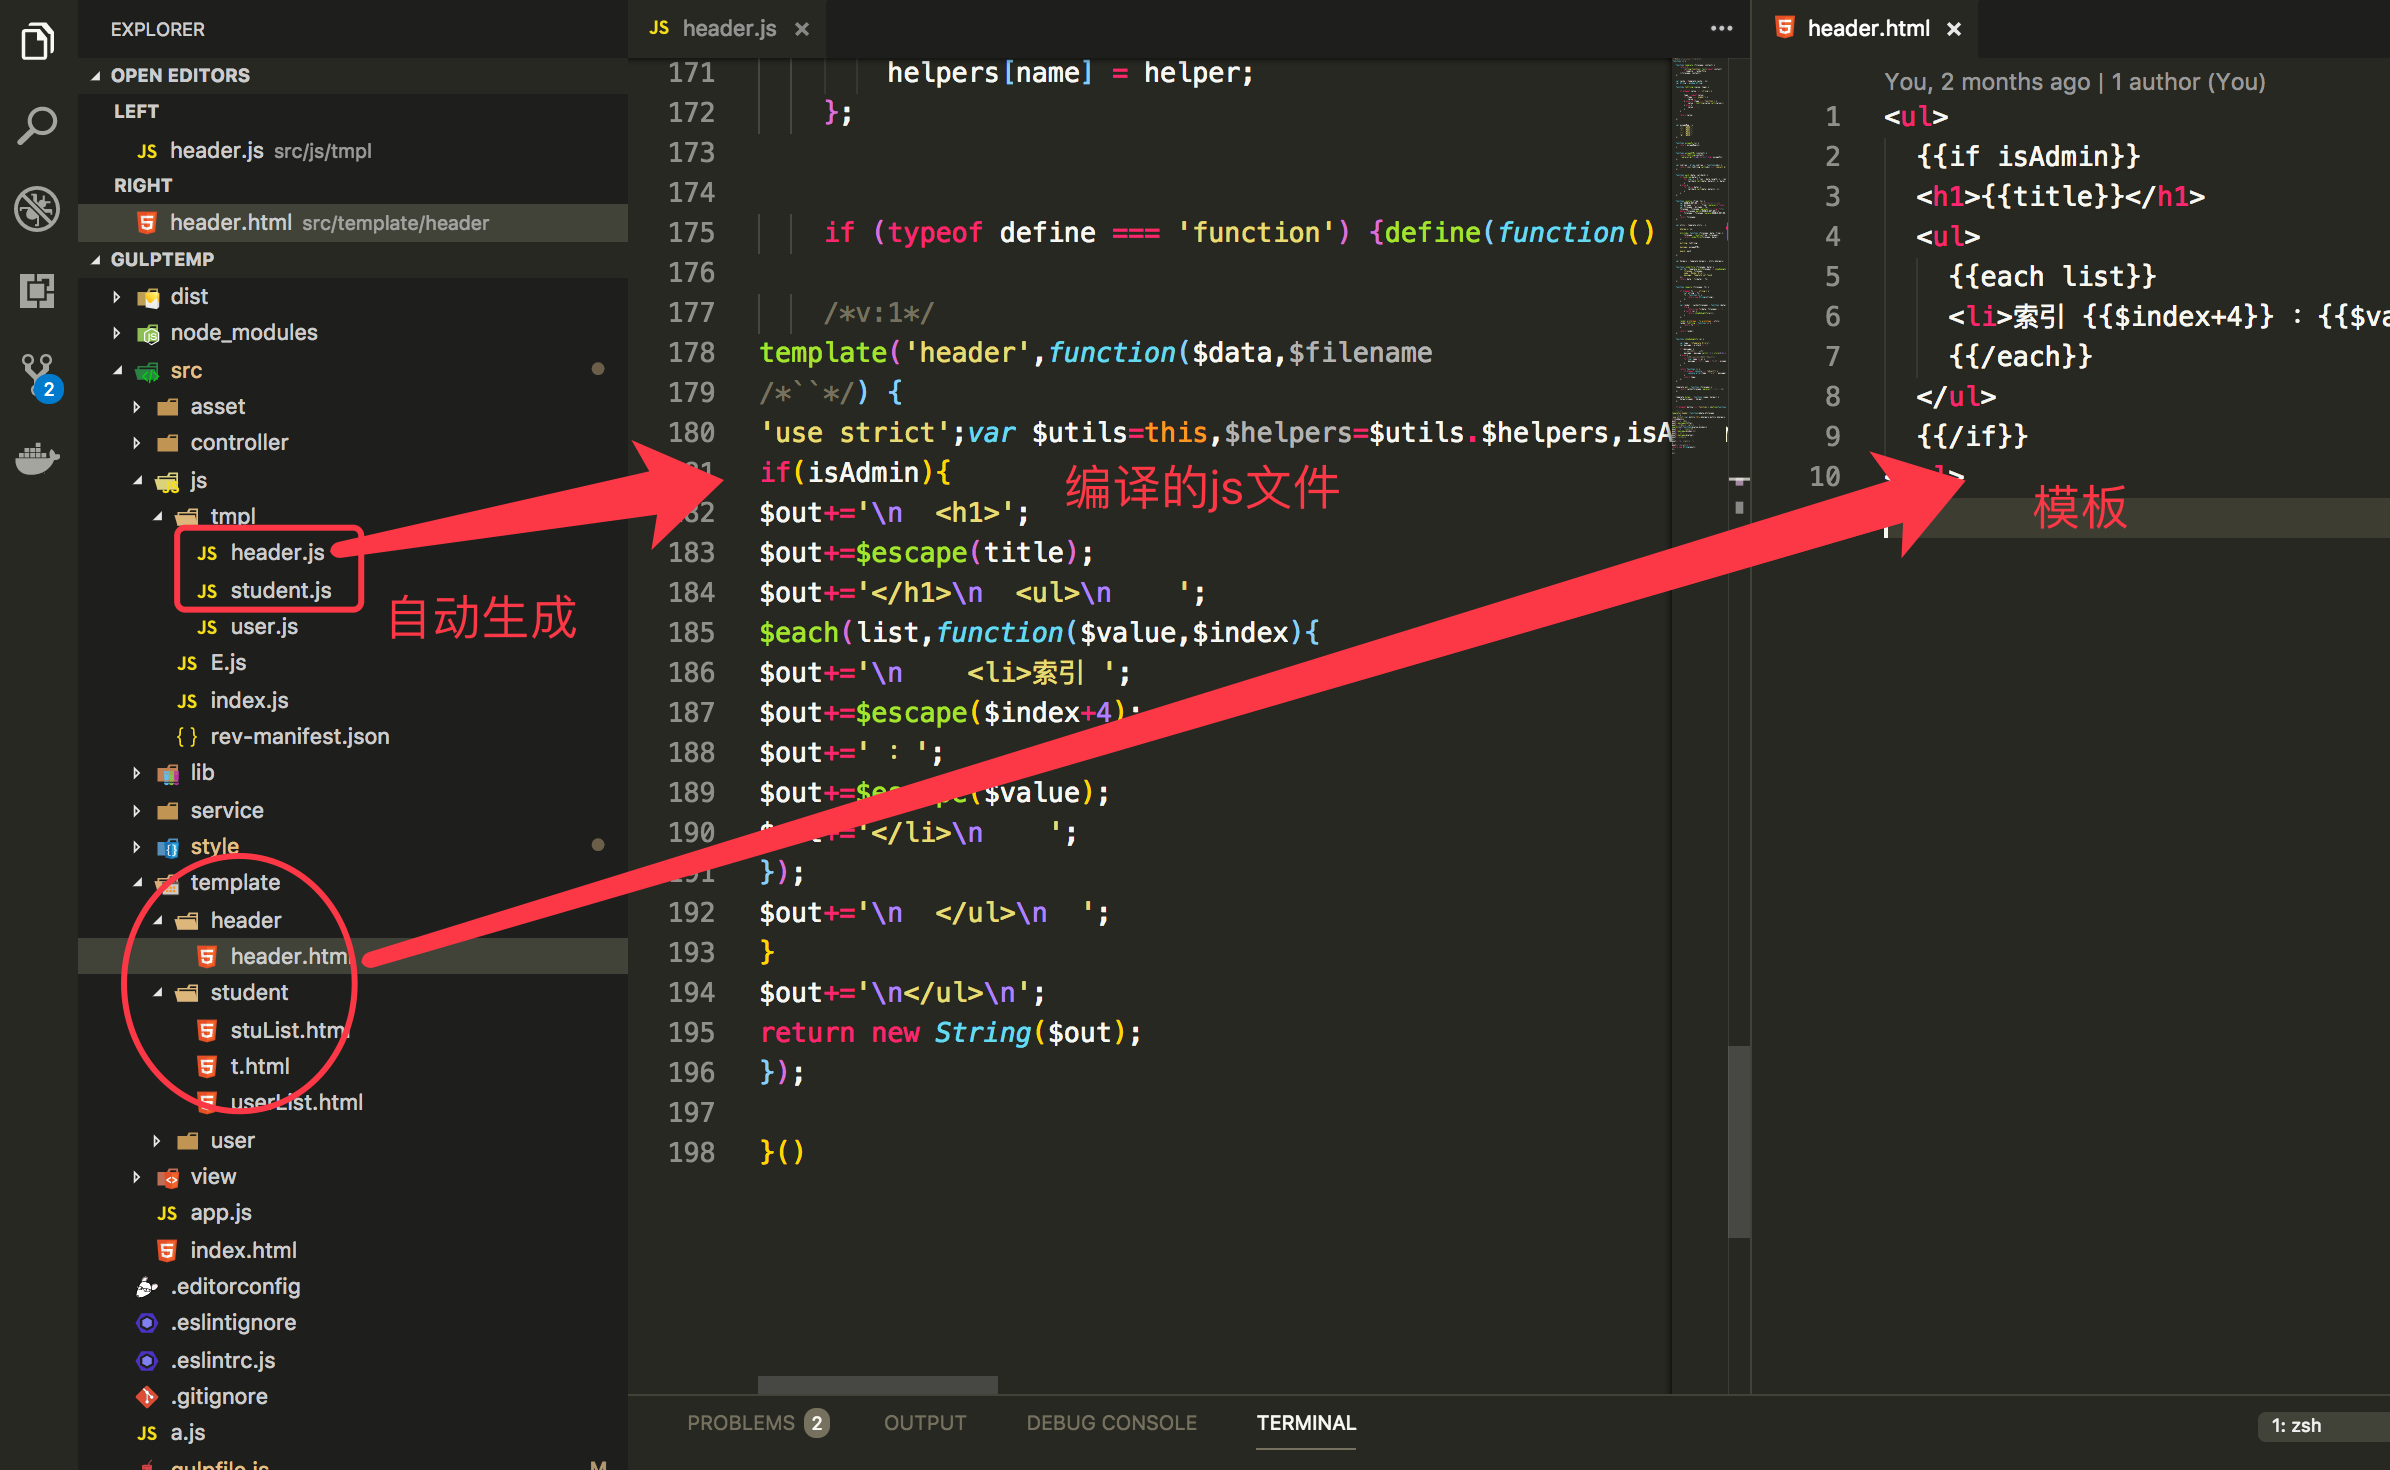 EXPLORER
OPEN EDITORS
LEFT
JS header.js src/js/tmpl
RIGHT
header.html src/template/header
GULPTEMP
dist
node_modules
src
asset
controller
js
tmpl
JS header.js
JS student.js
自动生成
JS user.js
JS E.js
JS index.js
{} rev-manifest.json
lib
service
style
template
header
header.html
student
stuList.html
t.html
userList.html
user
view
JS app.js
index.html
.editorconfig
.eslintignore
.eslintrc.js
.gitignore
JS a.js
gulpfile.js M
2
JS header.js ×
171 helpers[name] = helper;
172 };
173
174
175 if (typeof define === 'function') {define(function()
176
177 /*v:1*/
178 template('header',function($data,$filename
179 /*``*/) {
180 'use strict';var $utils=this,$helpers=$utils.$helpers,isA
if(isAdmin){
编译的js文件
182 $out+='\n  <h1>';
183 $out+=$escape(title);
184 $out+='</h1>\n  <ul>\n    ';
185 $each(list,function($value,$index){
186 $out+='\n    <li>索引 ';
187 $out+=$escape($index+4);
188 $out+=' : ';
189 $out+=$escape($value);
190 $out+='</li>\n    ';
191 });
192 $out+='\n  </ul>\n  ';
193 }
194 $out+='\n</ul>\n';
195 return new String($out);
196 });
197
198 }()
header.html ×
You, 2 months ago | 1 author (You)
1 <ul>
2 {{if isAdmin}}
3 <h1>{{title}}</h1>
4 <ul>
5 {{each list}}
6 <li>索引 {{$index+4}} : {{$va
7 {{/each}}
8 </ul>
9 {{/if}}
10
模板
PROBLEMS 2 OUTPUT DEBUG CONSOLE TERMINAL 1: zsh